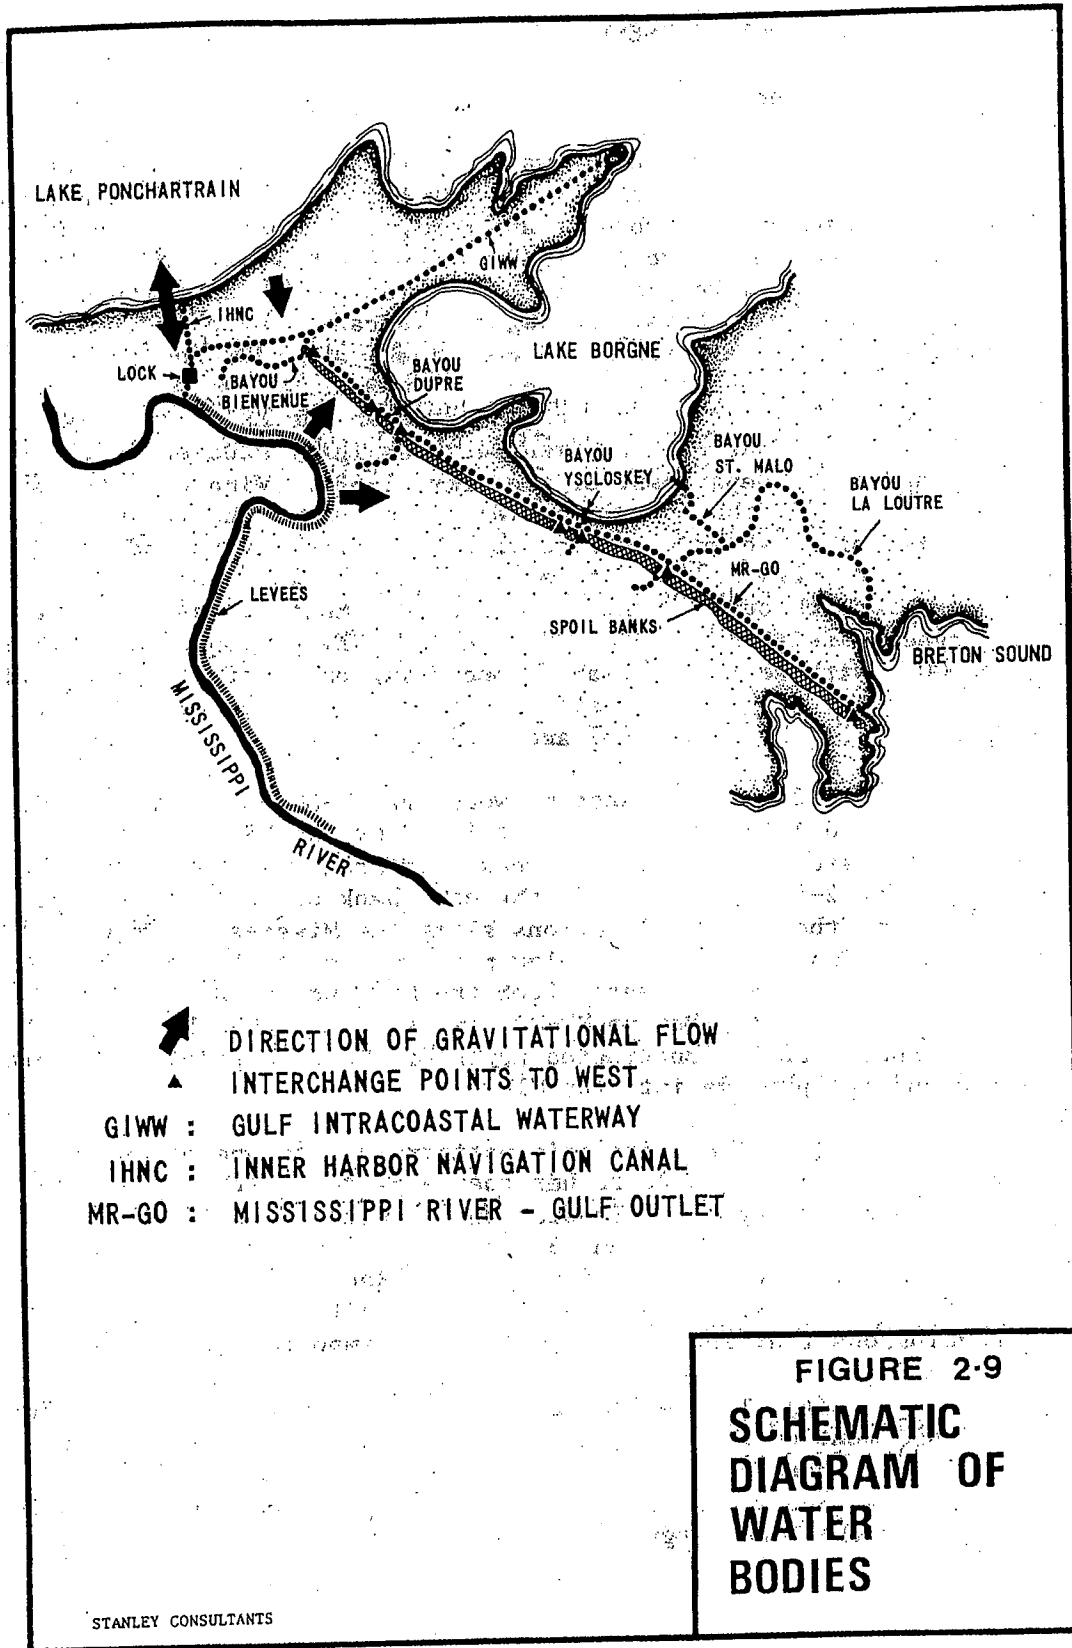 LAKE PONCHARTRAIN
GIWW
IHNC
LAKE BORGNE
LOCK
BAYOU
BIENVENUE
BAYOU
DUPRE
BAYOU
YSCLOSKEY
BAYOU
ST. MALO
BAYOU
LA LOUTRE
MR-GO
LEVEES
SPOIL BANKS
BRETON SOUND
MISSISSIPPI
RIVER
DIRECTION OF GRAVITATIONAL FLOW
INTERCHANGE POINTS TO WEST
GIWW : GULF INTRACOASTAL WATERWAY
IHNC : INNER HARBOR NAVIGATION CANAL
MR-GO : MISSISSIPPI RIVER - GULF OUTLET
FIGURE 2-9
SCHEMATIC
DIAGRAM OF
WATER
BODIES
STANLEY CONSULTANTS